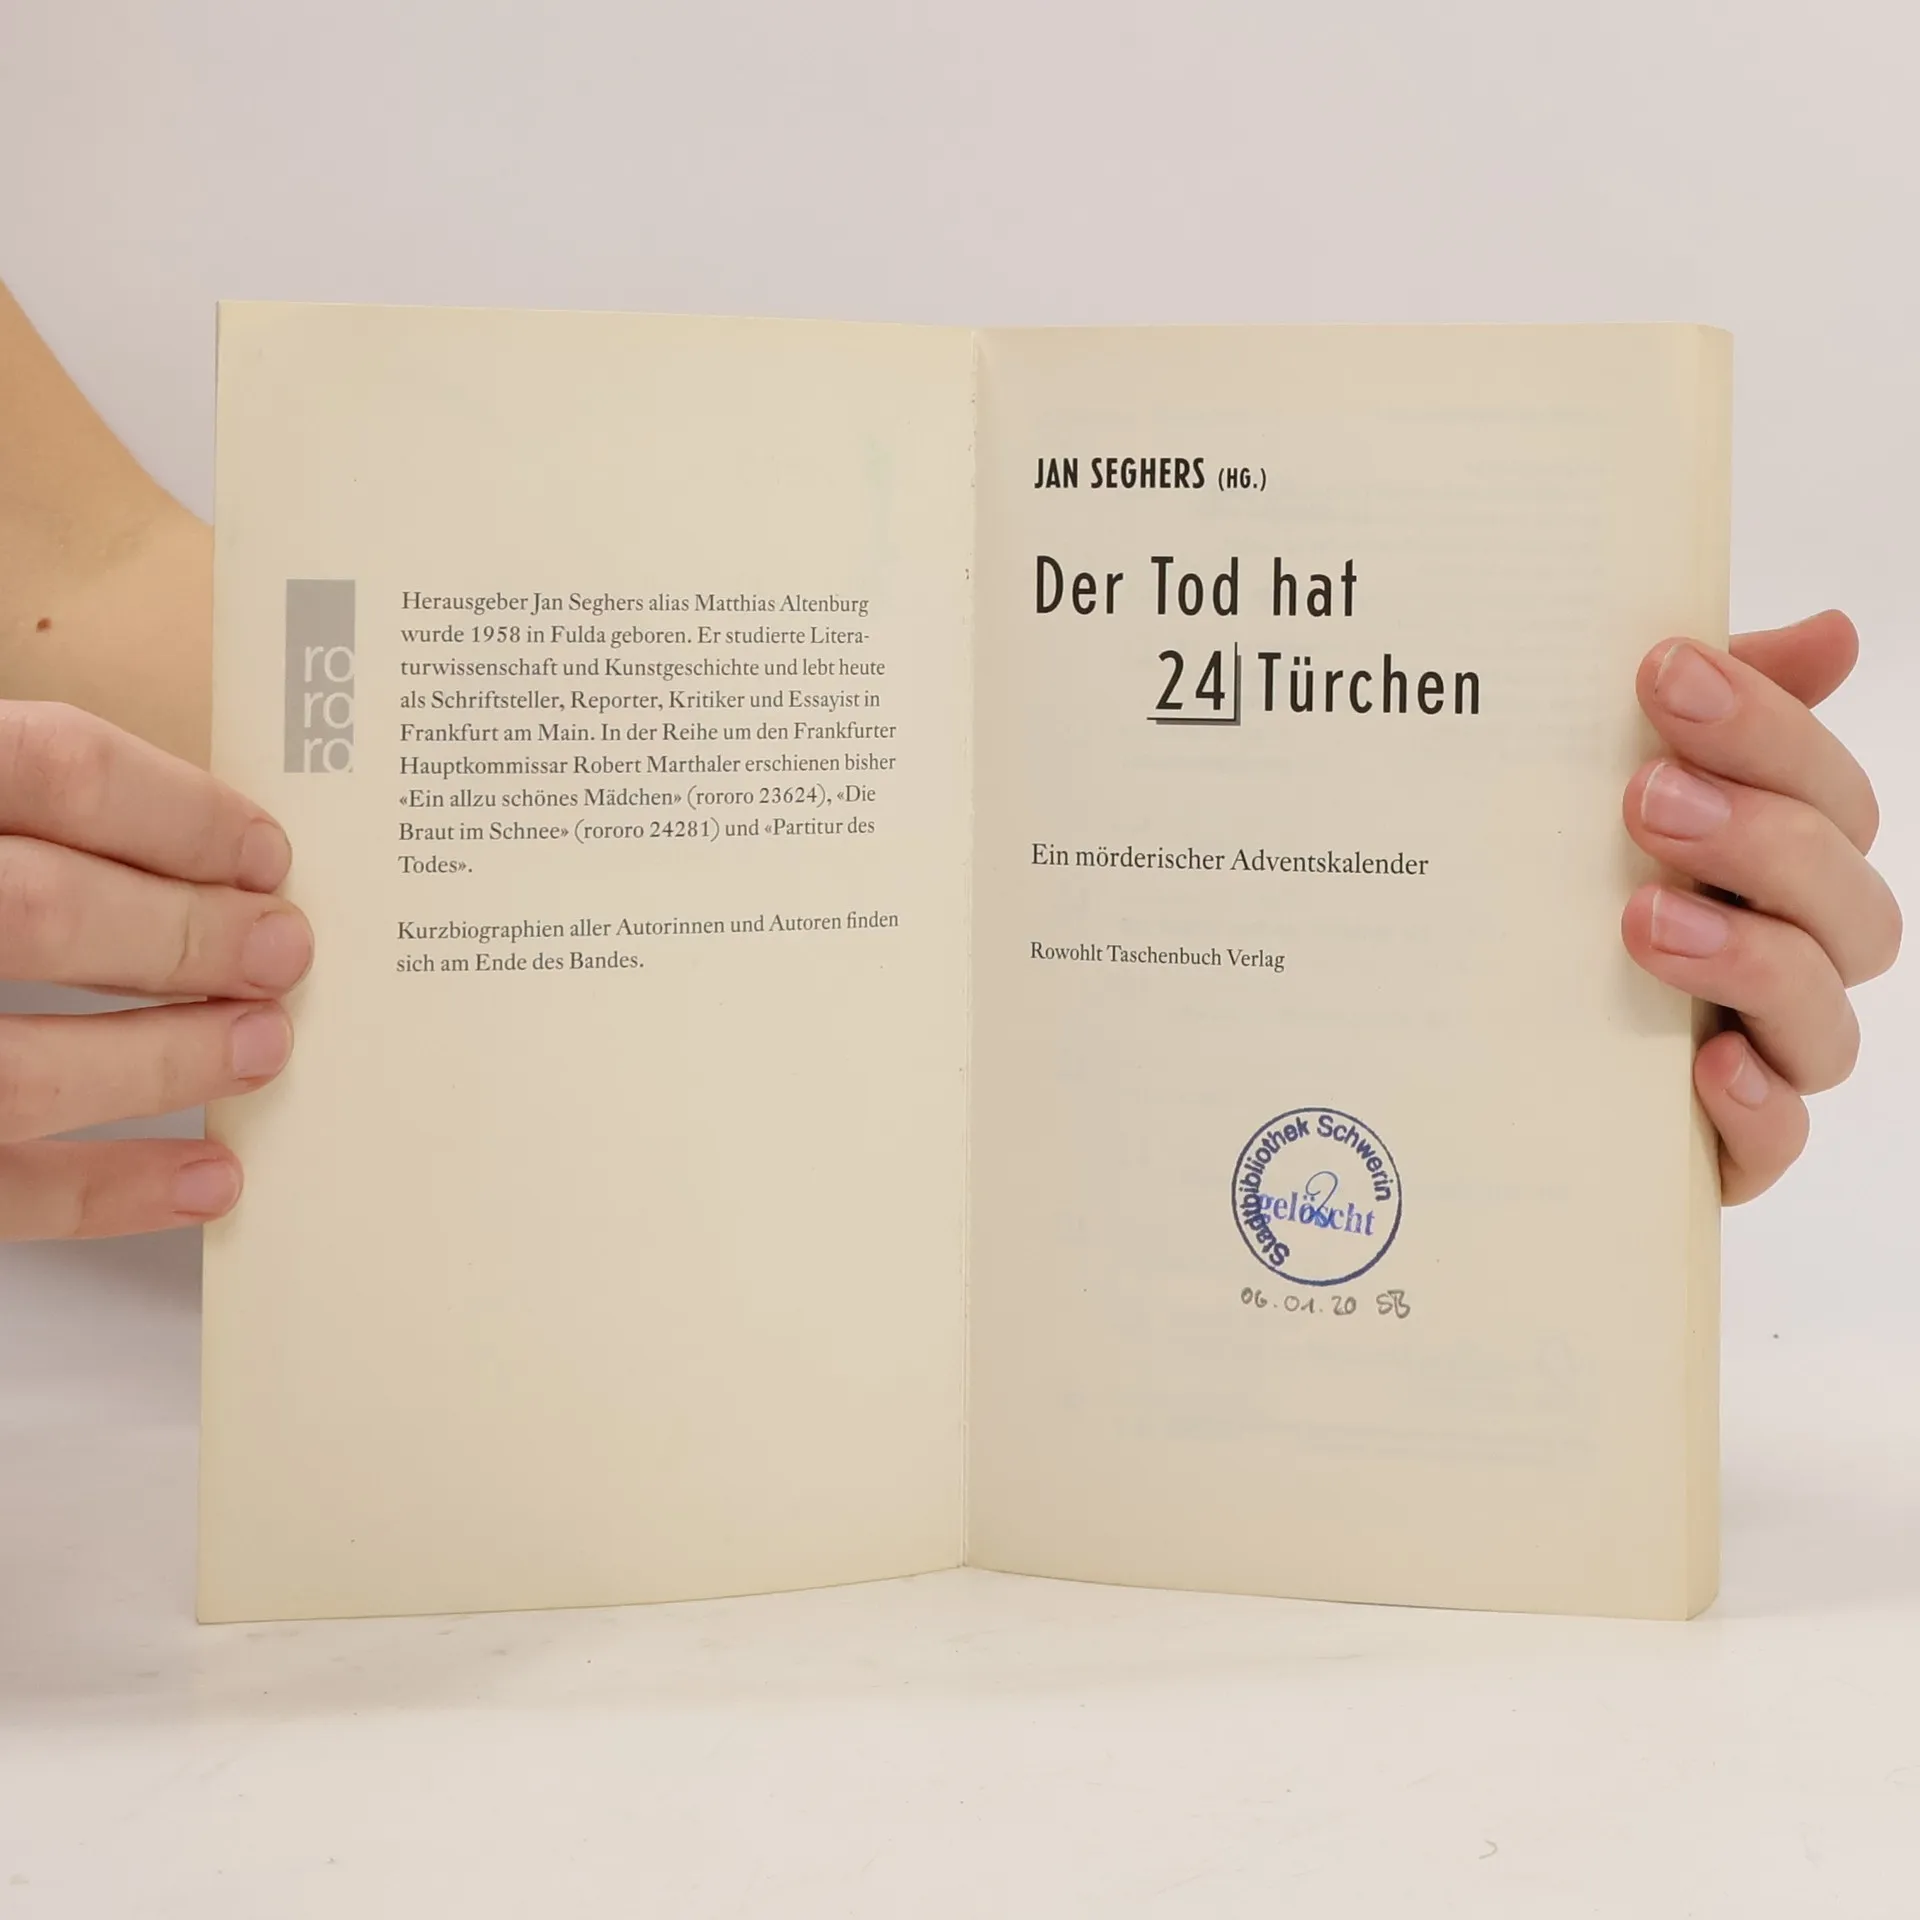 ro
ro
ro
Herausgeber Jan Seghers alias Matthias Altenburg
wurde 1958 in Fulda geboren. Er studierte Litera-
turwissenschaft und Kunstgeschichte und lebt heute
als Schriftsteller, Reporter, Kritiker und Essayist in
Frankfurt am Main. In der Reihe um den Frankfurter
Hauptkommissar Robert Marthaler erschienen bisher
«Ein allzu schönes Mädchen» (rororo 23624), «Die
Braut im Schnee» (rororo 24281) und «Partitur des
Todes».
Kurzbiographien aller Autorinnen und Autoren finden
sich am Ende des Bandes.
JAN SEGHERS (HG.)
Der Tod hat
24 Türchen
Ein mörderischer Adventskalender
Rowohlt Taschenbuch Verlag
Stadtbibliothek Schwerin
gelöscht
06.01.20 SB